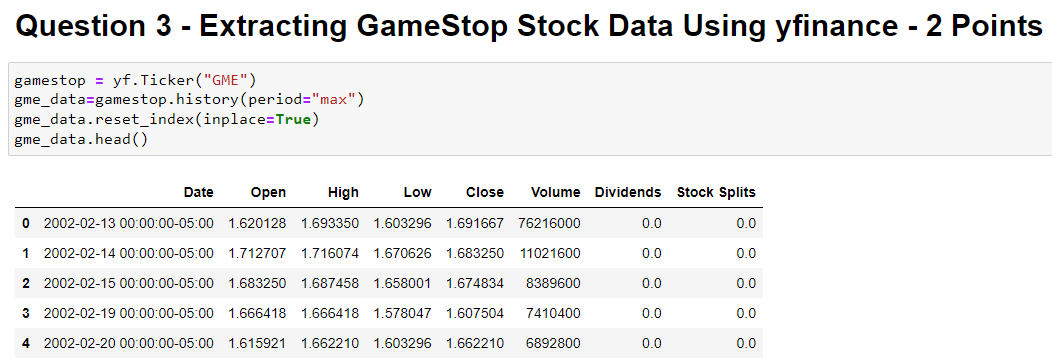 Question 3 - Extracting GameStop Stock Data Using yfinance - 2 Points
gamestop = yf.Ticker("GME")
gme_data=gamestop.history(period="max")
gme_data.reset_index(inplace=True)
gme_data.head()
Date Open High Low Close Volume Dividends Stock Splits
0 2002-02-13 00:00:00-05:00 1.620128 1.693350 1.603296 1.691667 76216000 0.0 0.0
1 2002-02-14 00:00:00-05:00 1.712707 1.716074 1.670626 1.683250 11021600 0.0 0.0
2 2002-02-15 00:00:00-05:00 1.683250 1.687458 1.658001 1.674834 8389600 0.0 0.0
3 2002-02-19 00:00:00-05:00 1.666418 1.666418 1.578047 1.607504 7410400 0.0 0.0
4 2002-02-20 00:00:00-05:00 1.615921 1.662210 1.603296 1.662210 6892800 0.0 0.0